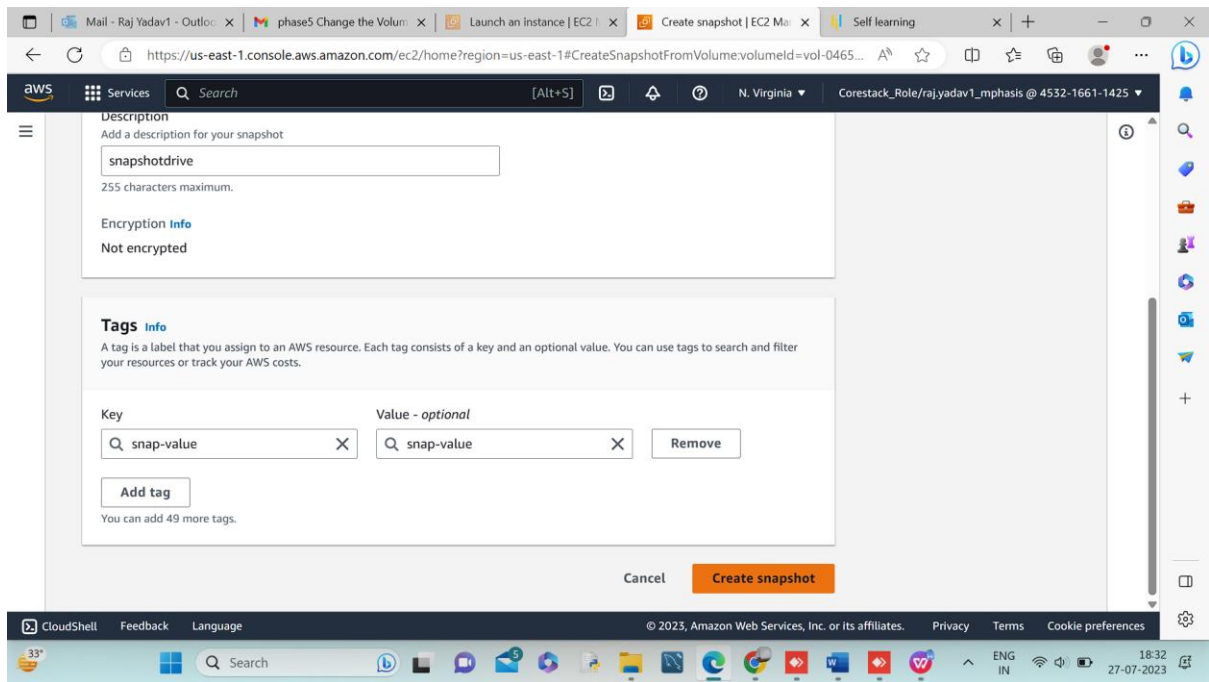 Mail - Raj Yadav1 - Outloo
phase5 Change the Volum
Launch an instance | EC2
Create snapshot | EC2 Ma
Self learning
https://us-east-1.console.aws.amazon.com/ec2/home?region=us-east-1#CreateSnapshotFromVolume:volumeId=vol-0465...
aws
Services
Search
[Alt+S]
N. Virginia
Corestack_Role/raj.yadav1_mphasis @ 4532-1661-1425
Description
Add a description for your snapshot
snapshotdrive
255 characters maximum.
Encryption Info
Not encrypted
Tags Info
A tag is a label that you assign to an AWS resource. Each tag consists of a key and an optional value. You can use tags to search and filter
your resources or track your AWS costs.
Key
Value - optional
snap-value
snap-value
Remove
Add tag
You can add 49 more tags.
Cancel
Create snapshot
CloudShell
Feedback
Language
© 2023, Amazon Web Services, Inc. or its affiliates.
Privacy
Terms
Cookie preferences
33°
Search
5
ENG
IN
18:32
27-07-2023